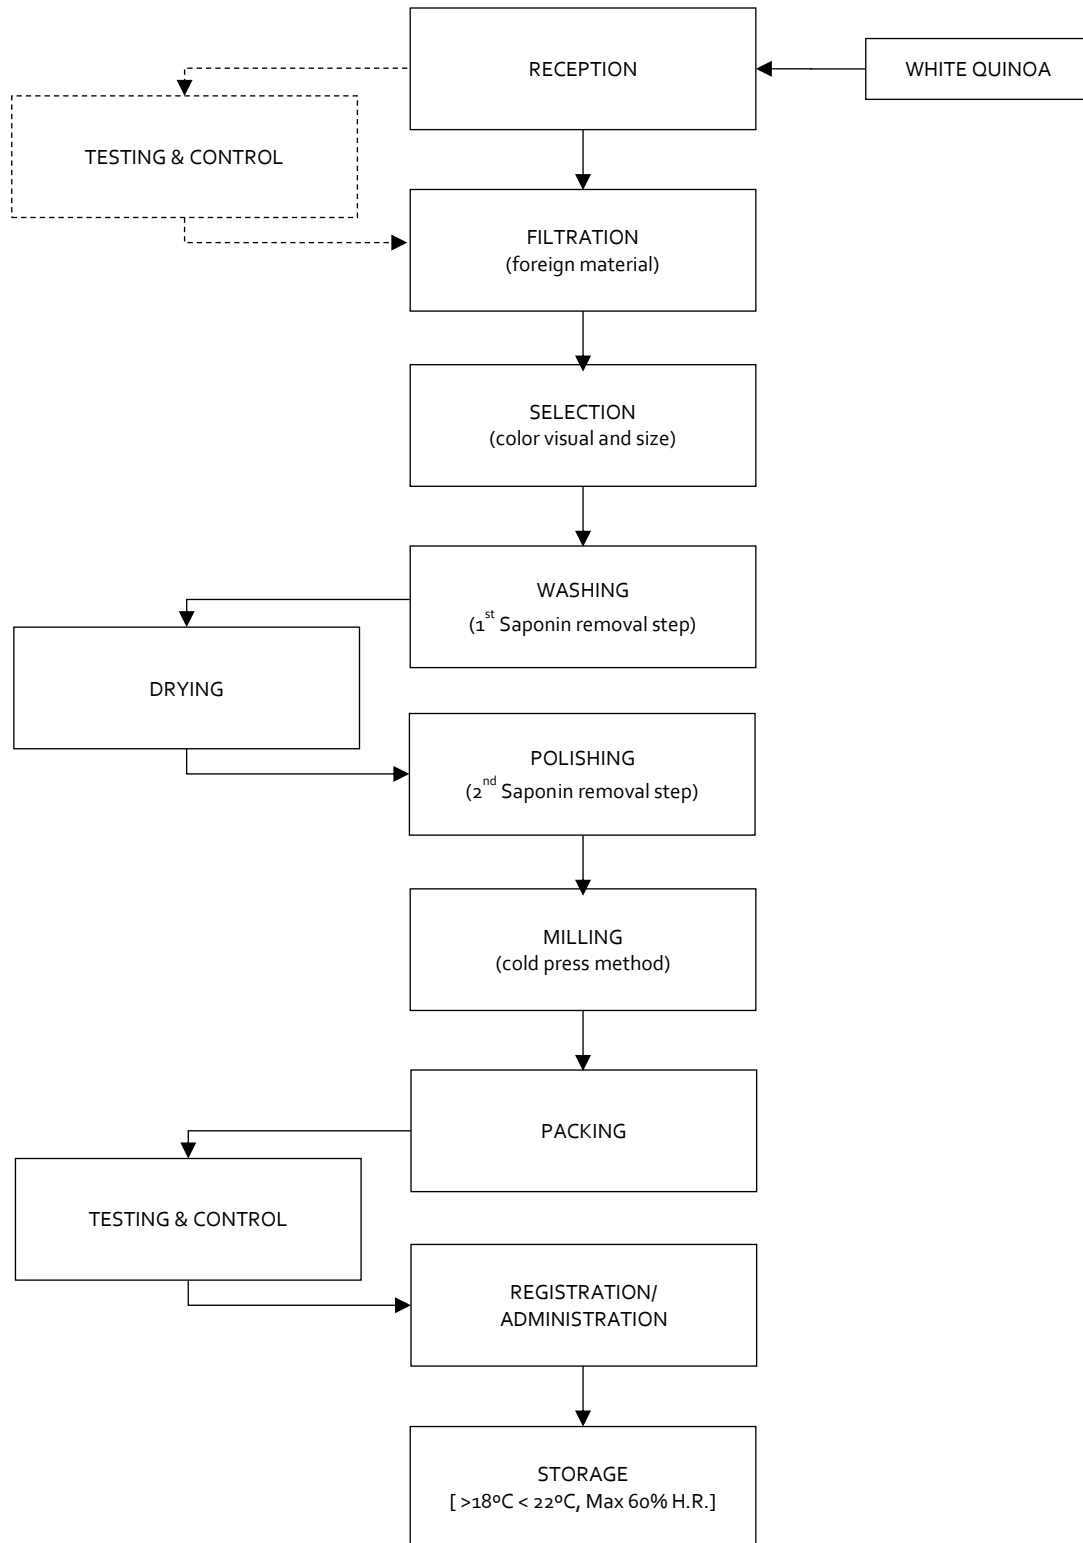 RECEPTION
WHITE QUINOA
TESTING & CONTROL
FILTRATION
(foreign material)
SELECTION
(color visual and size)
WASHING
(1st Saponin removal step)
DRYING
POLISHING
(2nd Saponin removal step)
MILLING
(cold press method)
PACKING
TESTING & CONTROL
REGISTRATION/
ADMINISTRATION
STORAGE
[ >18ºC < 22ºC, Max 60% H.R.]